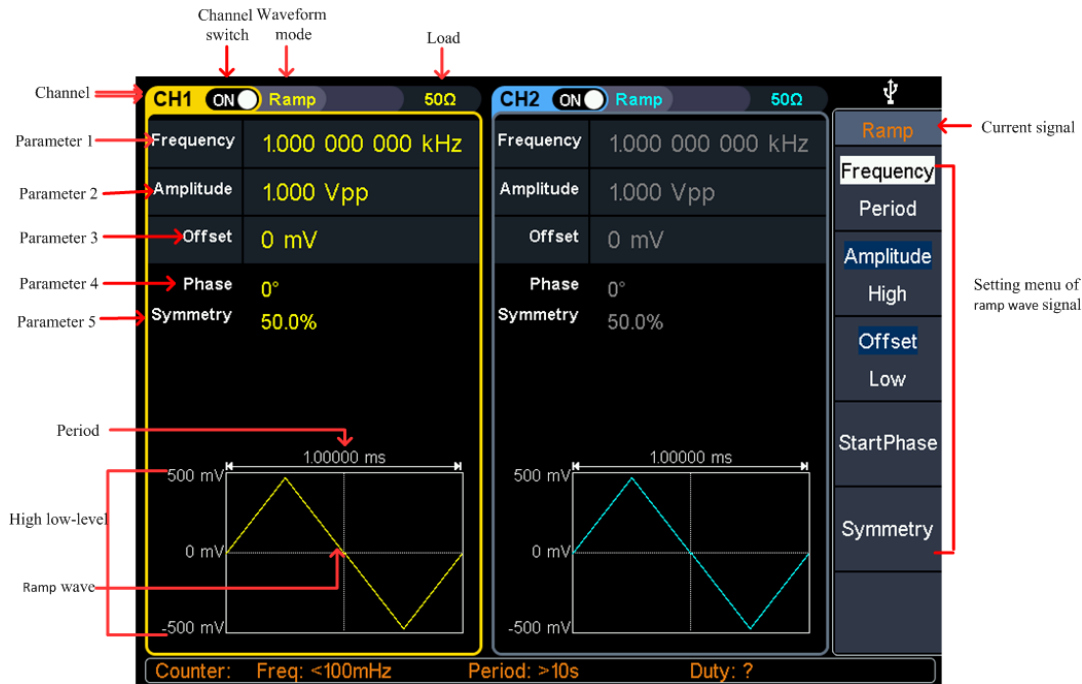 Channel Waveform
switch mode
Load
Channel
CH1 ON Ramp 50Ω
CH2 ON Ramp 50Ω
Parameter 1
Frequency 1.000 000 000 kHz
Frequency 1.000 000 000 kHz
Ramp
Current signal
Parameter 2
Amplitude 1.000 Vpp
Amplitude 1.000 Vpp
Frequency
Period
Parameter 3
Offset 0 mV
Offset 0 mV
Amplitude
High
Parameter 4
Phase 0°
Phase 0°
Setting menu of
ramp wave signal
Parameter 5
Symmetry 50.0%
Symmetry 50.0%
Offset
Low
StartPhase
Symmetry
Period
1.00000 ms
1.00000 ms
500 mV
500 mV
High low-level
0 mV
0 mV
Ramp wave
-500 mV
-500 mV
Counter: Freq: <100mHz Period: >10s Duty: ?